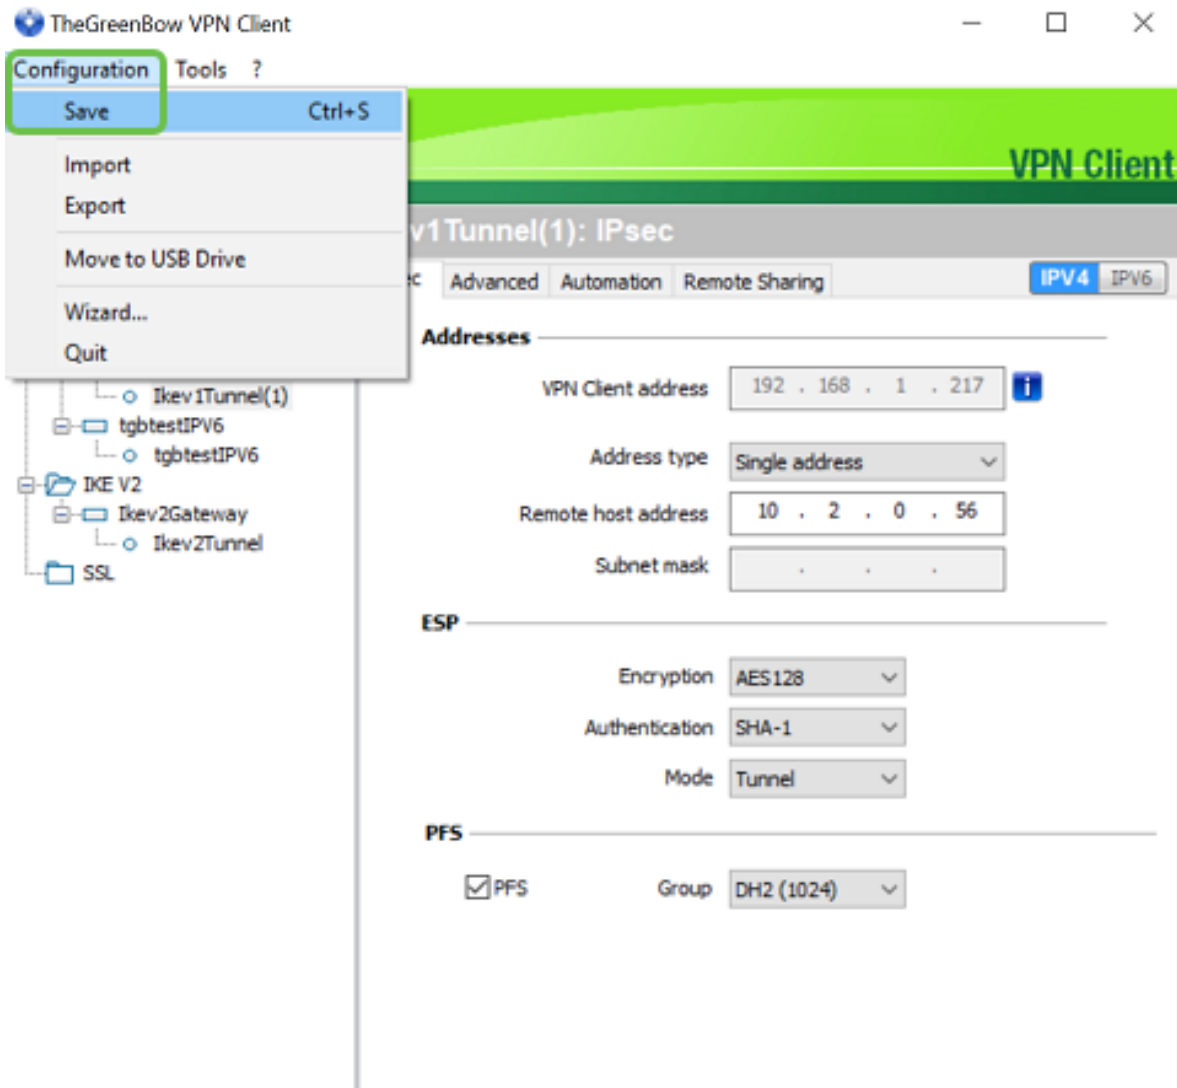 TheGreenBow VPN Client
Configuration Tools ?
Save Ctrl+S
Import
Export
Move to USB Drive
Wizard...
Quit
Ikev1Tunnel(1)
tgbtestIPV6
tgbtestIPV6
IKE V2
Ikev2Gateway
Ikev2Tunnel
SSL
VPN Client
v1Tunnel(1): IPsec
ec Advanced Automation Remote Sharing IPV4 IPV6
Addresses
VPN Client address 192 . 168 . 1 . 217
Address type Single address
Remote host address 10 . 2 . 0 . 56
Subnet mask . . .
ESP
Encryption AES128
Authentication SHA-1
Mode Tunnel
PFS
PFS Group DH2 (1024)